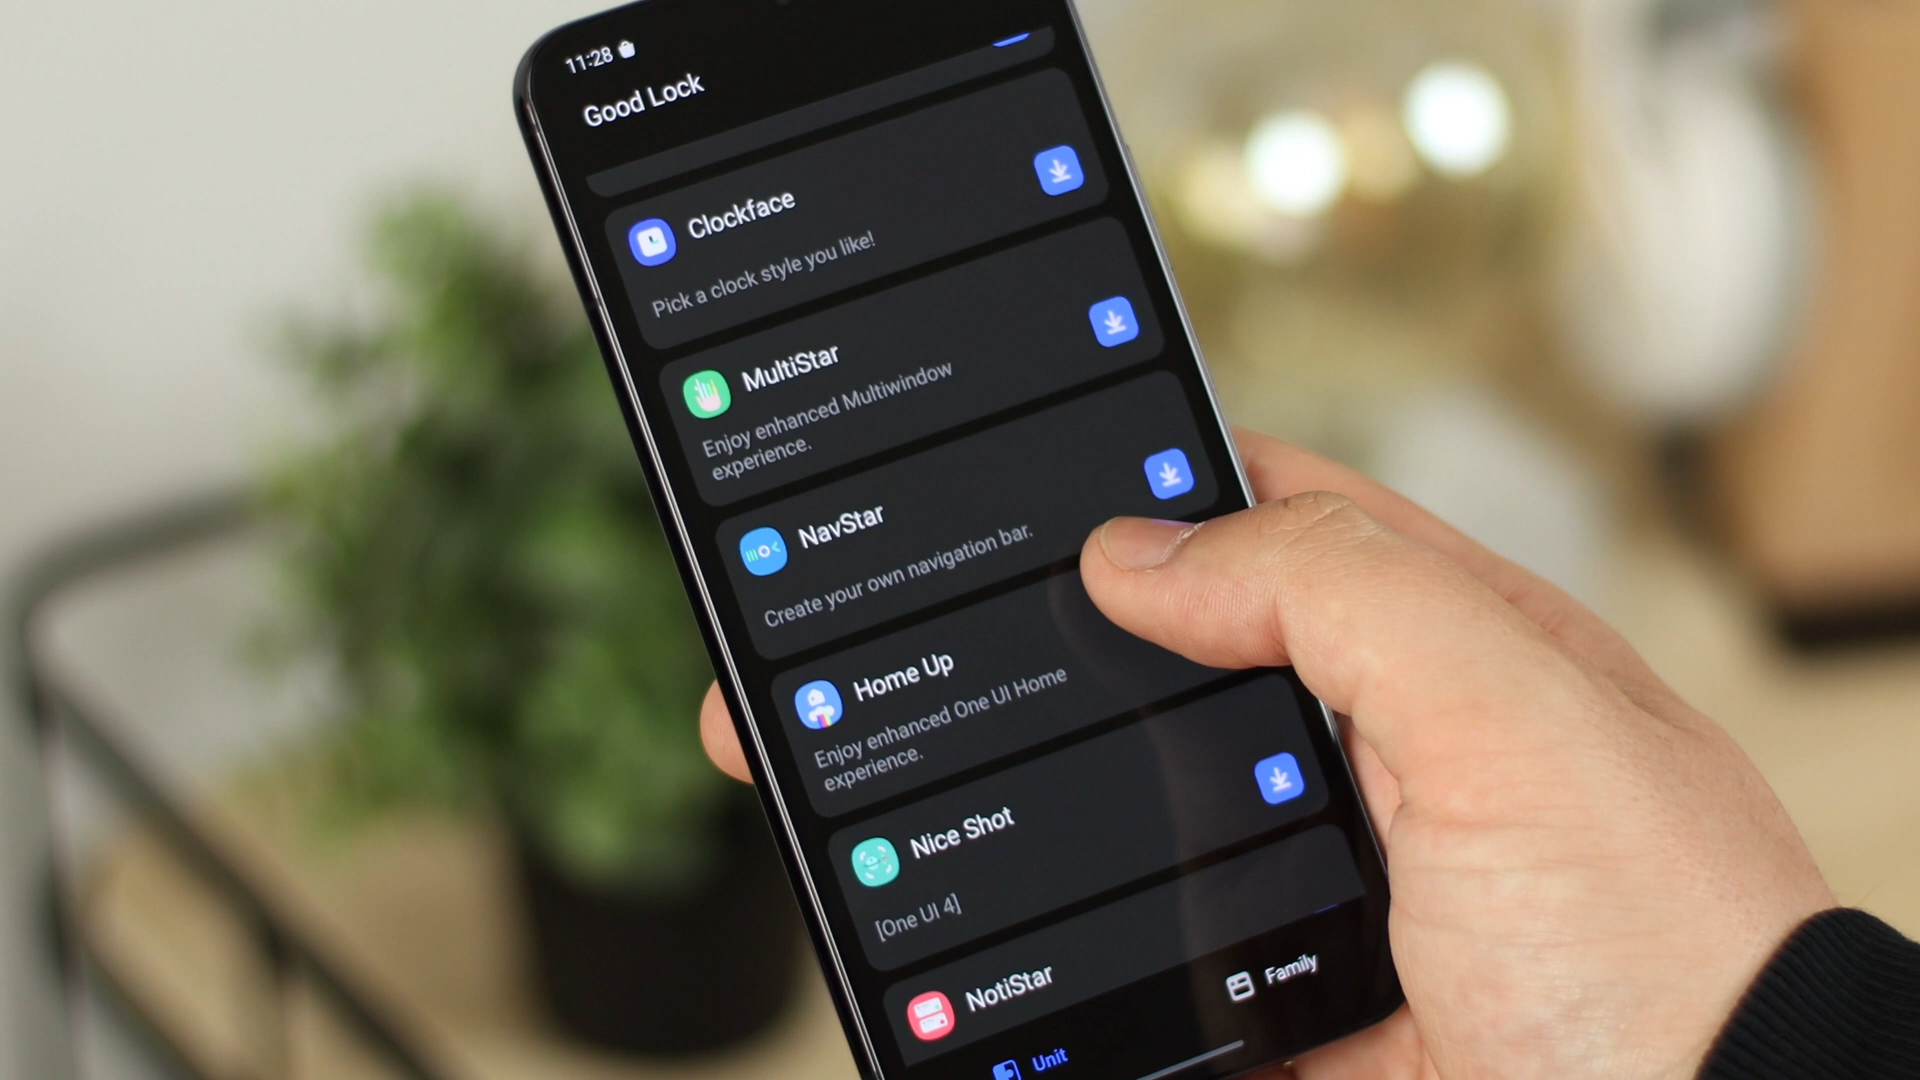 11:28
Good Lock
Clockface
Pick a clock style you like!
MultiStar
Enjoy enhanced Multiwindow
experience.
NavStar
Create your own navigation bar.
Home Up
Enjoy enhanced One UI Home
experience.
Nice Shot
[One UI 4]
NotiStar
Unit
Family